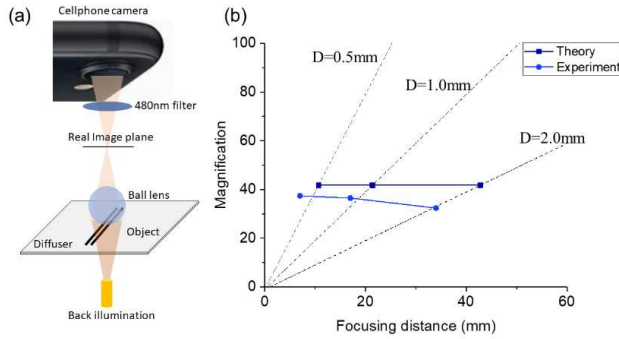 (a)
Cellphone camera
480nm filter
Real Image plane
Ball lens
Diffuser
Object
Back illumination
(b)
Magnification
100
80
60
40
20
0
0
20
40
60
Focusing distance (mm)
D=0.5mm
D=1.0mm
D=2.0mm
Theory
Experiment